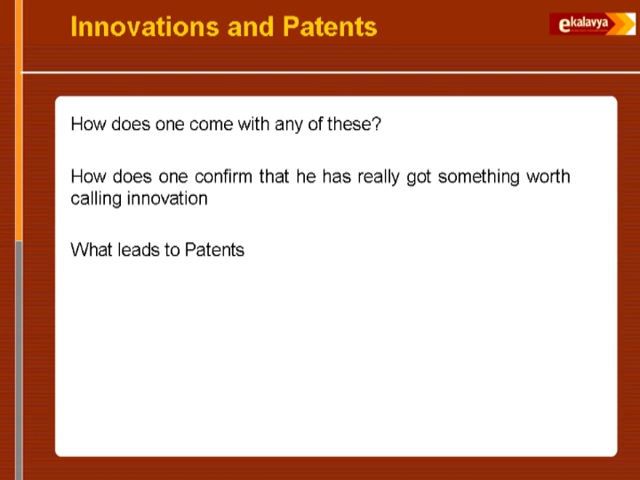 Innovations and Patents
ekalavya
How does one come with any of these?
How does one confirm that he has really got something worth
calling innovation
What leads to Patents